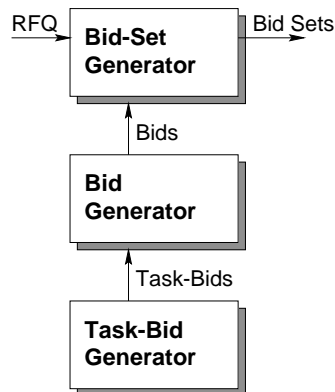 RFQ
Bid-Set
Generator
Bid Sets
Bids
Bid
Generator
Task-Bids
Task-Bid
Generator